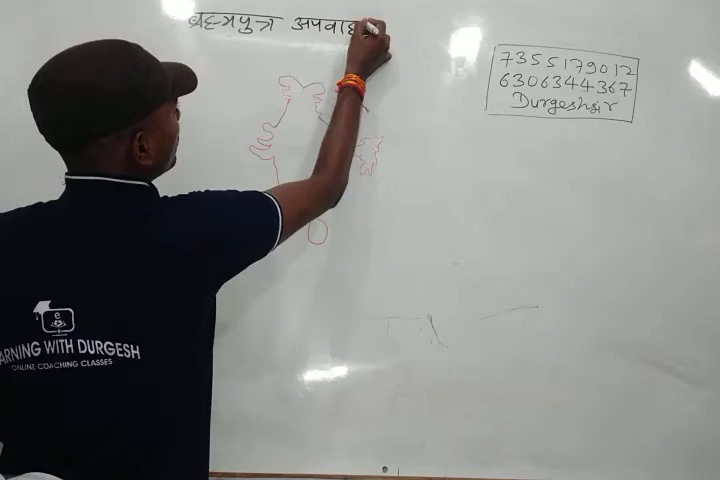 ब्रह्मपुत्र अपवाह
7355179012
6306344367
Durgeshsir
e
ARNING WITH DURGESH
ONLINE COACHING CLASSES